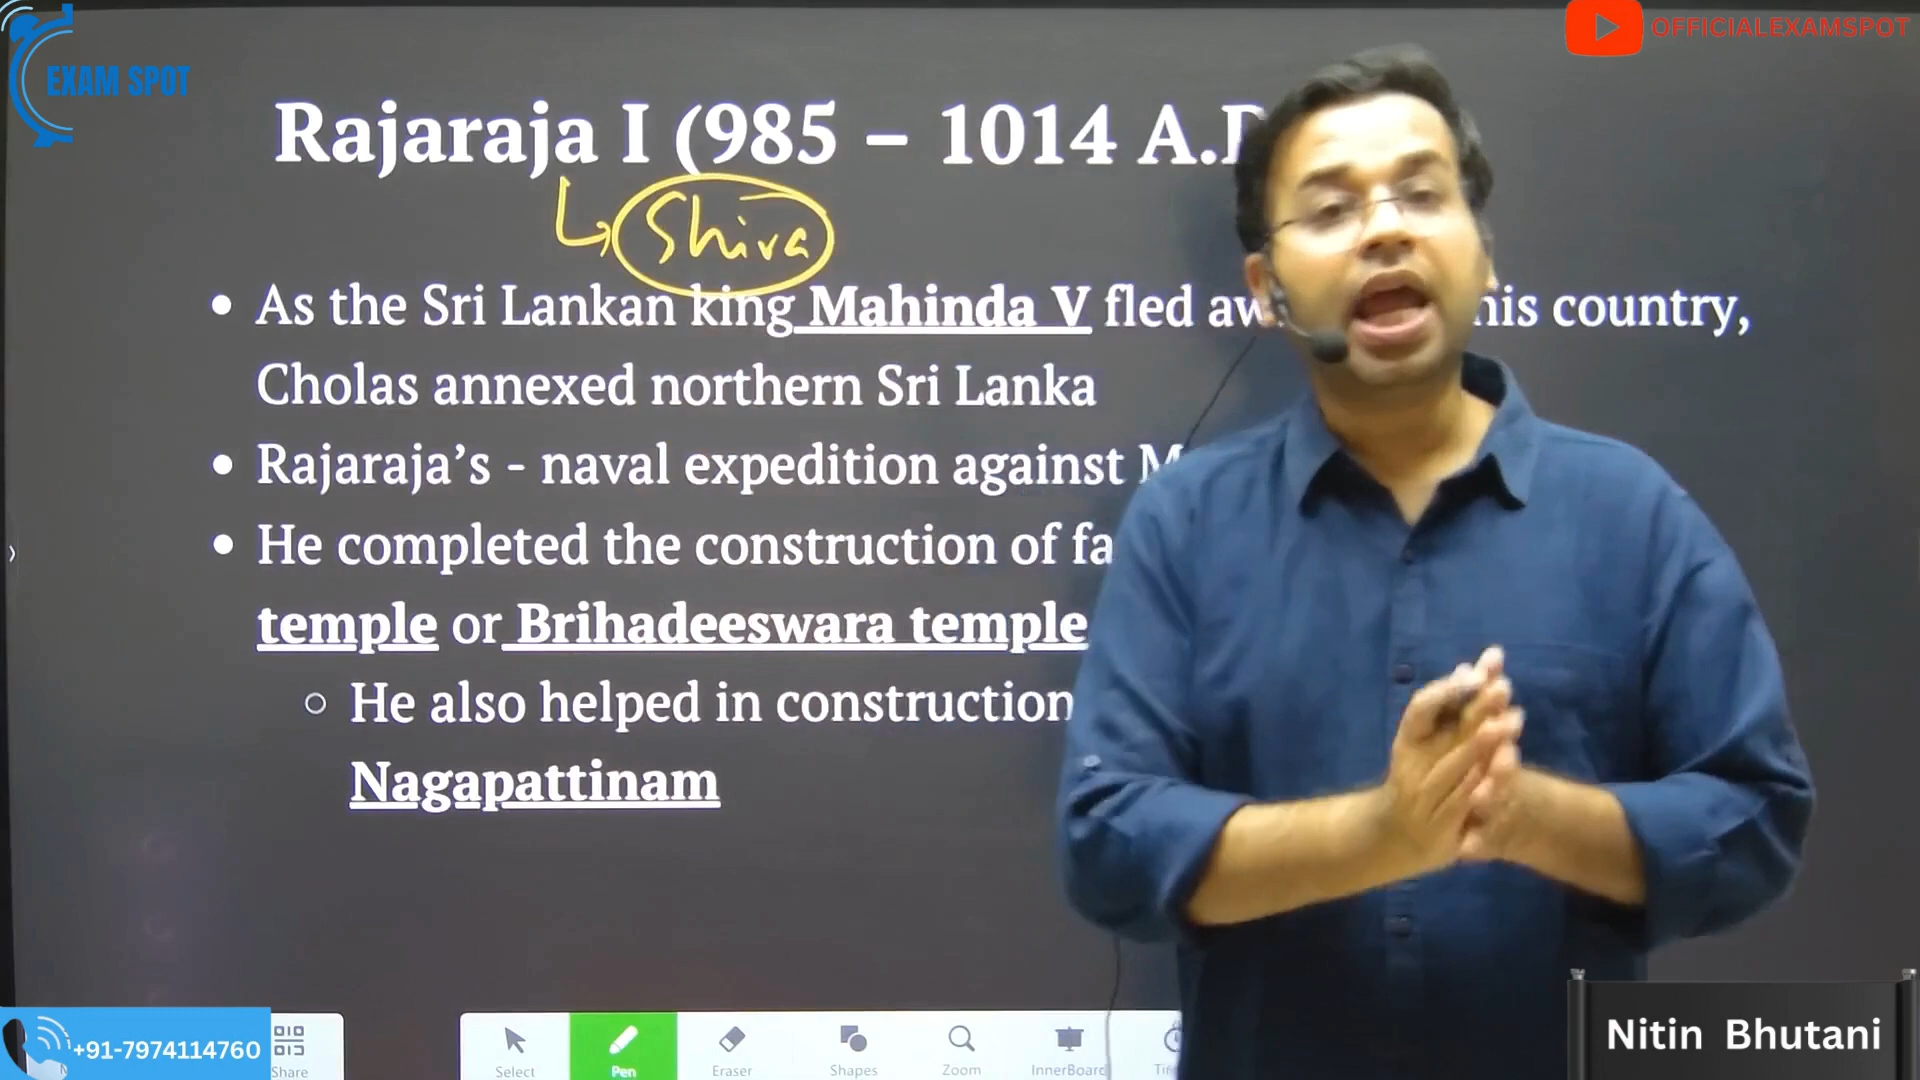 EXAM SPOT
OFFICIALEXAMSPOT
Rajaraja I (985 – 1014 A.D
Shiva
• As the Sri Lankan king Mahinda V fled his country,
Cholas annexed northern Sri Lanka
• Rajaraja’s - naval expedition against
• He completed the construction of
temple or Brihadeeswara temple
○ He also helped in construction
Nagapattinam
+91-7974114760
Share
Select
Pen
Eraser
Shapes
Zoom
InnerBoard
Nitin Bhutani